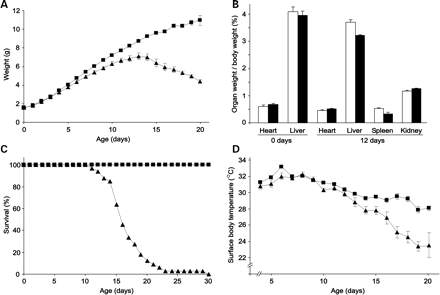 A
Weight (g)
12
10
8
6
4
2
0
0 5 10 15 20
Age (days)
B
Organ weight / body weight (%)
5
4
3
2
1
0
Heart Liver Heart Liver Spleen Kidney
0 days 12 days
C
Survival (%)
100
80
60
40
20
0
0 5 10 15 20 25 30
Age (days)
D
Surface body temperature (°C)
34
32
30
28
26
24
22
5 10 15 20
Age (days)